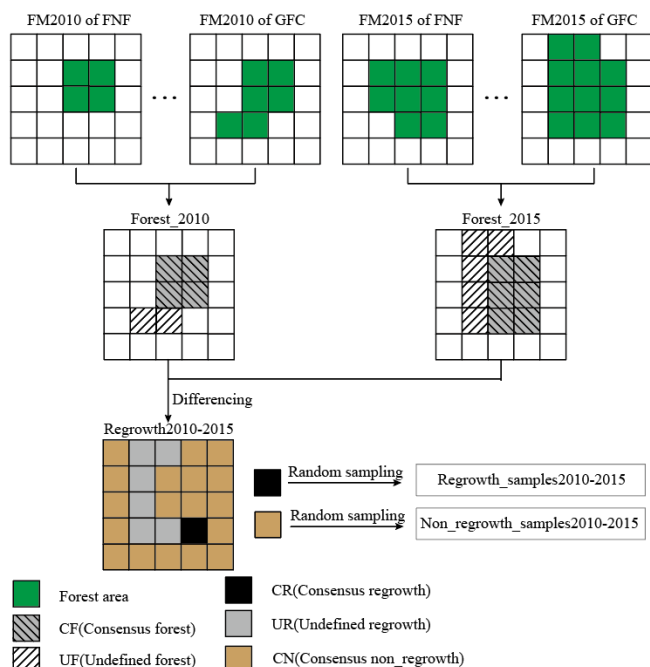 FM2010 of FNF
FM2010 of GFC
FM2015 of FNF
FM2015 of GFC
...
...
Forest_2010
Forest_2015
Differencing
Regrowth2010-2015
Random sampling
Regrowth_samples2010-2015
Random sampling
Non_regrowth_samples2010-2015
Forest area
CR(Consensus regrowth)
CF(Consensus forest)
UR(Undefined regrowth)
UF(Undefined forest)
CN(Consensus non_regrowth)